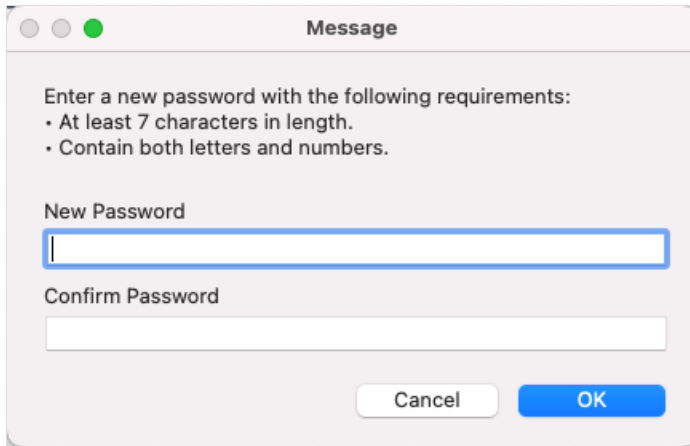 Message
Enter a new password with the following requirements:
• At least 7 characters in length.
• Contain both letters and numbers.
New Password
Confirm Password
Cancel OK